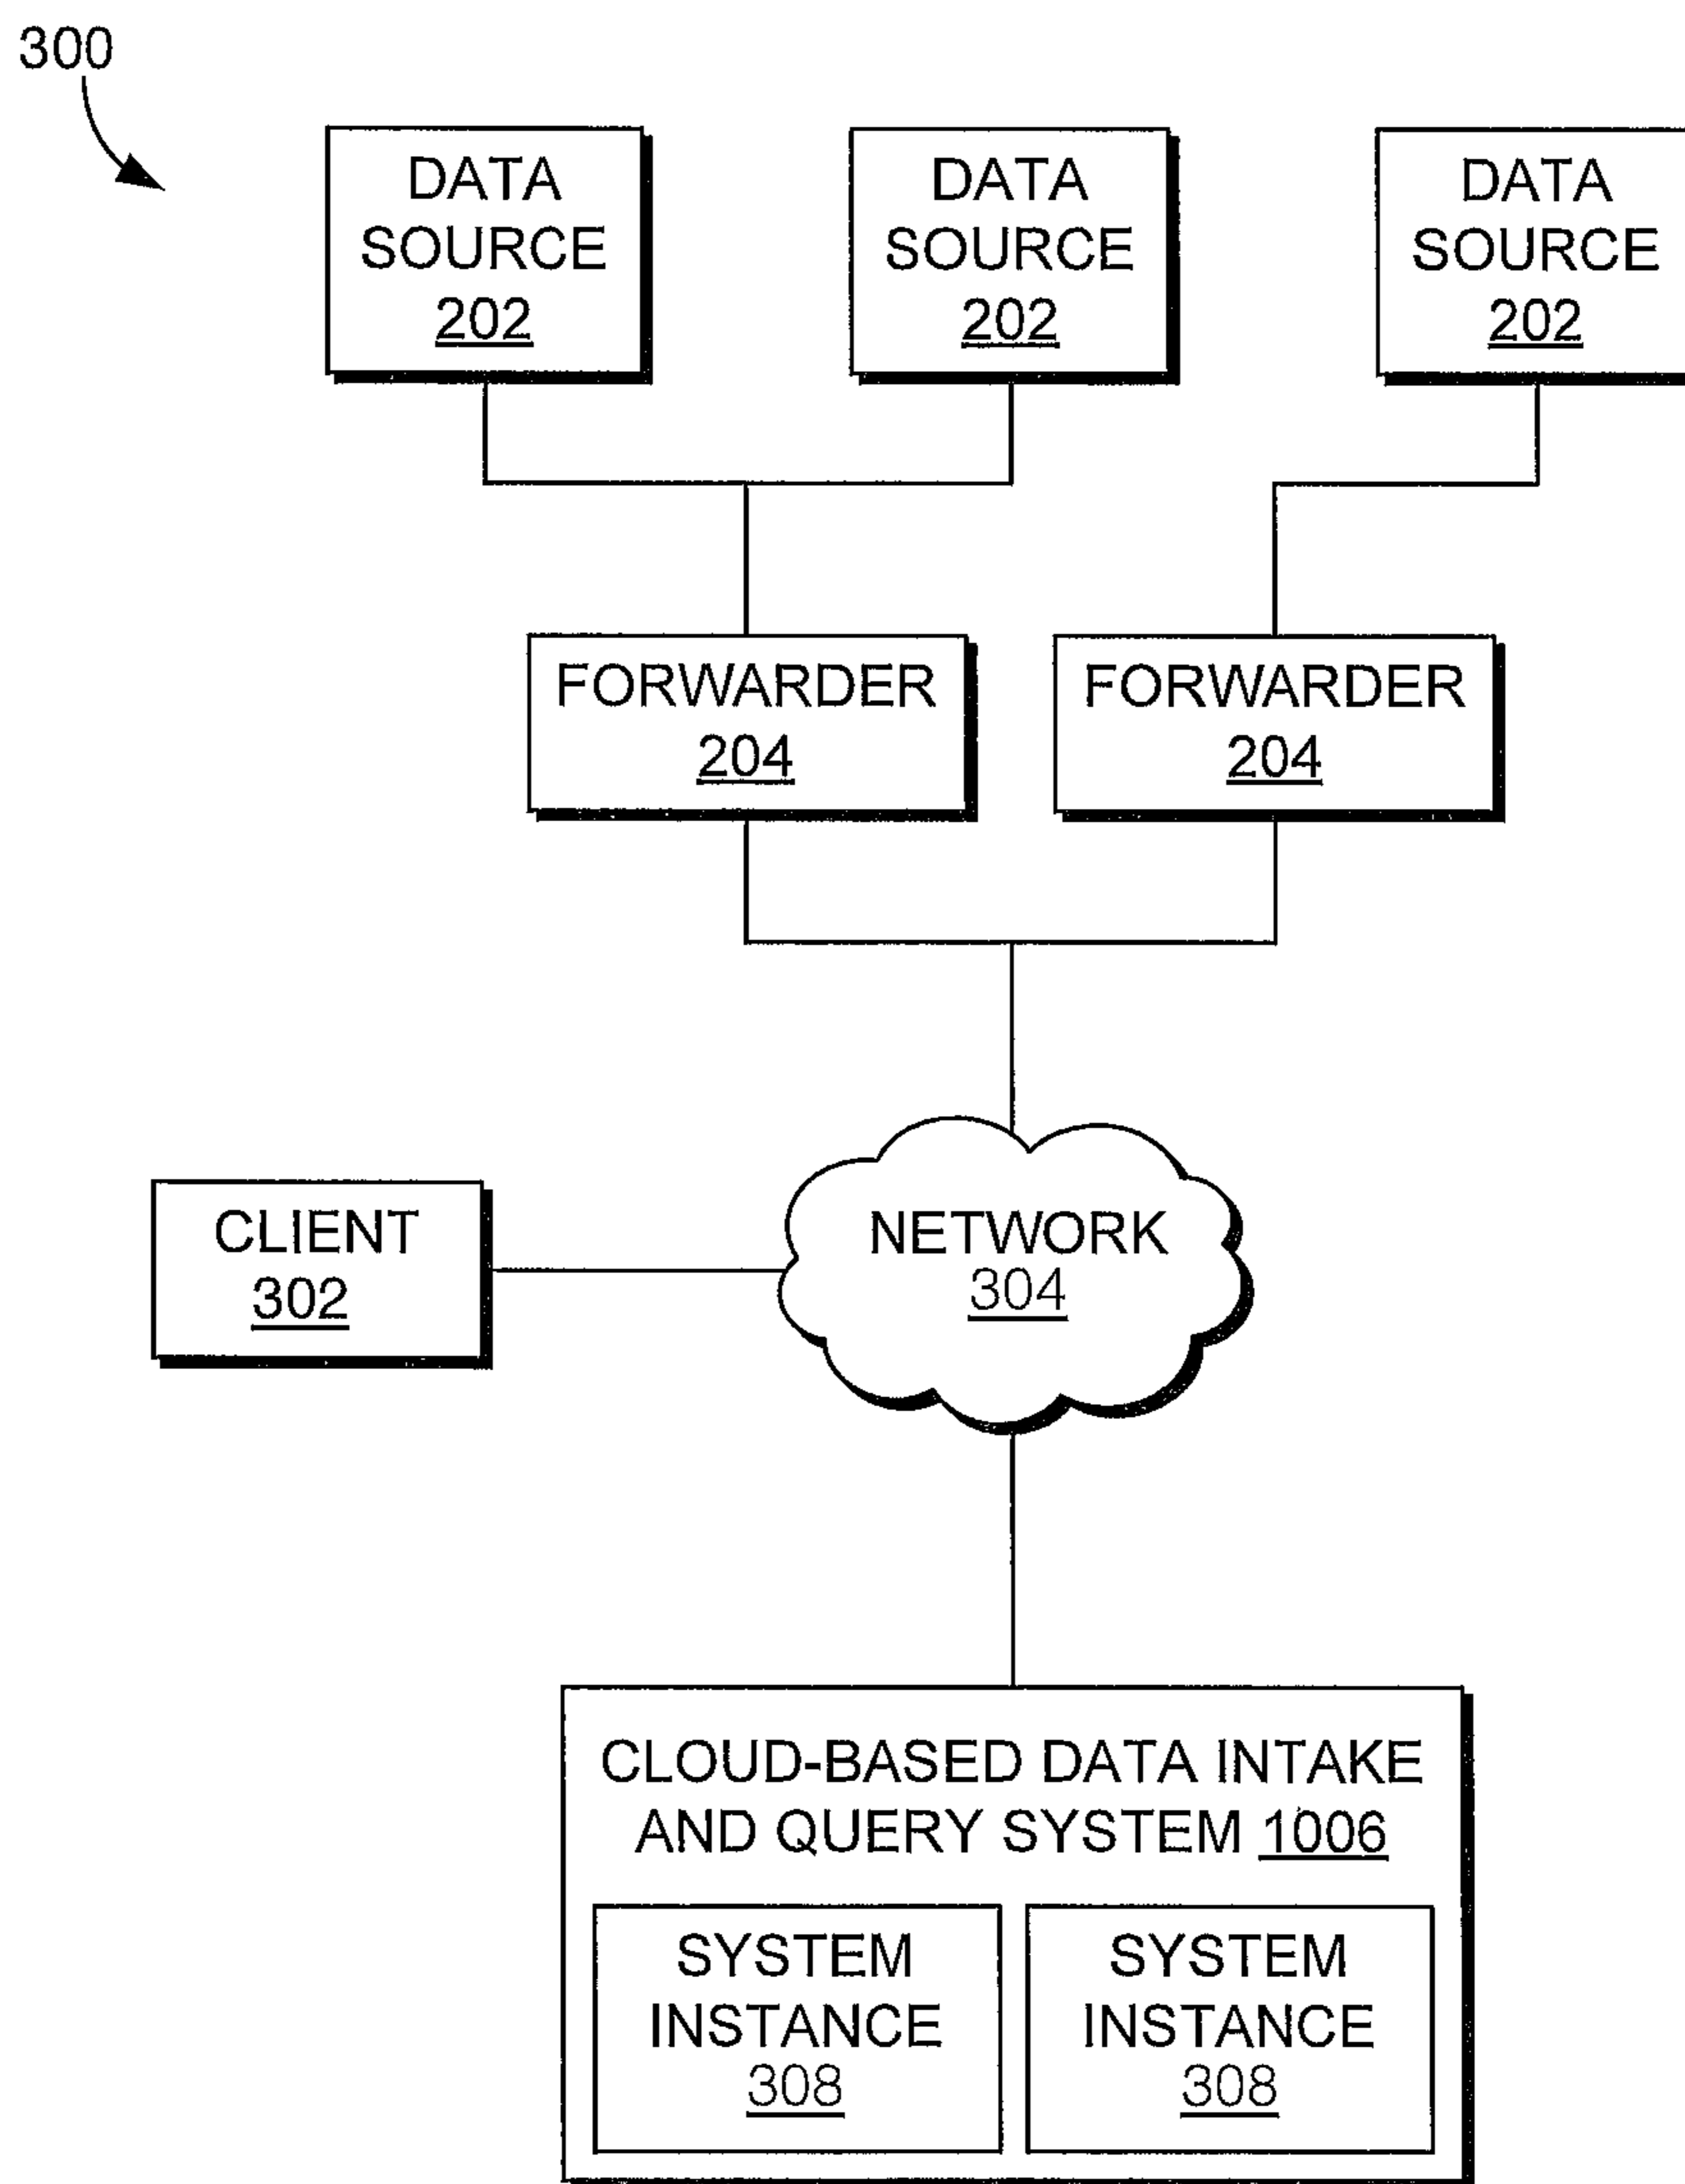 300
DATA
SOURCE
202
DATA
SOURCE
202
DATA
SOURCE
202
FORWARDER
204
FORWARDER
204
CLIENT
302
NETWORK
304
CLOUD-BASED DATA INTAKE
AND QUERY SYSTEM 1006
SYSTEM
INSTANCE
308
SYSTEM
INSTANCE
308